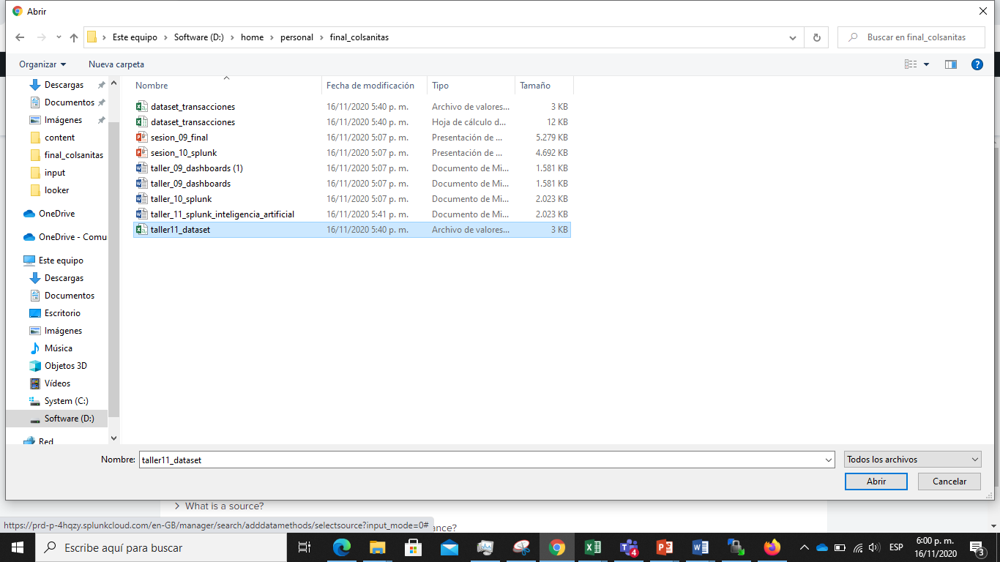 Abrir
Este equipo > Software (D:) > home > personal > final_colsanitas
Buscar en final_colsanitas
Organizar
Nueva carpeta
Descargas
Documentos
Imágenes
content
final_colsanitas
input
looker
OneDrive
OneDrive - Comu
Este equipo
Descargas
Documentos
Escritorio
Imágenes
Música
Objetos 3D
Vídeos
System (C:)
Software (D:)
Red
Nombre Fecha de modificación Tipo Tamaño
dataset_transacciones 16/11/2020 5:40 p. m. Archivo de valores... 3 KB
dataset_transacciones 16/11/2020 5:40 p. m. Hoja de cálculo d... 12 KB
sesion_09_final 16/11/2020 5:07 p. m. Presentación de ... 5.279 KB
sesion_10_splunk 16/11/2020 5:07 p. m. Presentación de ... 4.692 KB
taller_09_dashboards (1) 16/11/2020 5:07 p. m. Documento de Mi... 1.581 KB
taller_09_dashboards 16/11/2020 5:07 p. m. Documento de Mi... 1.581 KB
taller_10_splunk 16/11/2020 5:07 p. m. Documento de Mi... 2.023 KB
taller_11_splunk_inteligencia_artificial 16/11/2020 5:41 p. m. Documento de Mi... 2.023 KB
taller11_dataset 16/11/2020 5:40 p. m. Archivo de valores... 3 KB
Nombre: taller11_dataset
Todos los archivos
Abrir
Cancelar
What is a source?
https://prd-p-4hqzy.splunkcloud.com/en-GB/manager/search/adddatamethods/selectsource?input_mode=0#
ance?
Escribe aquí para buscar
4
ESP
6:00 p. m.
16/11/2020
3